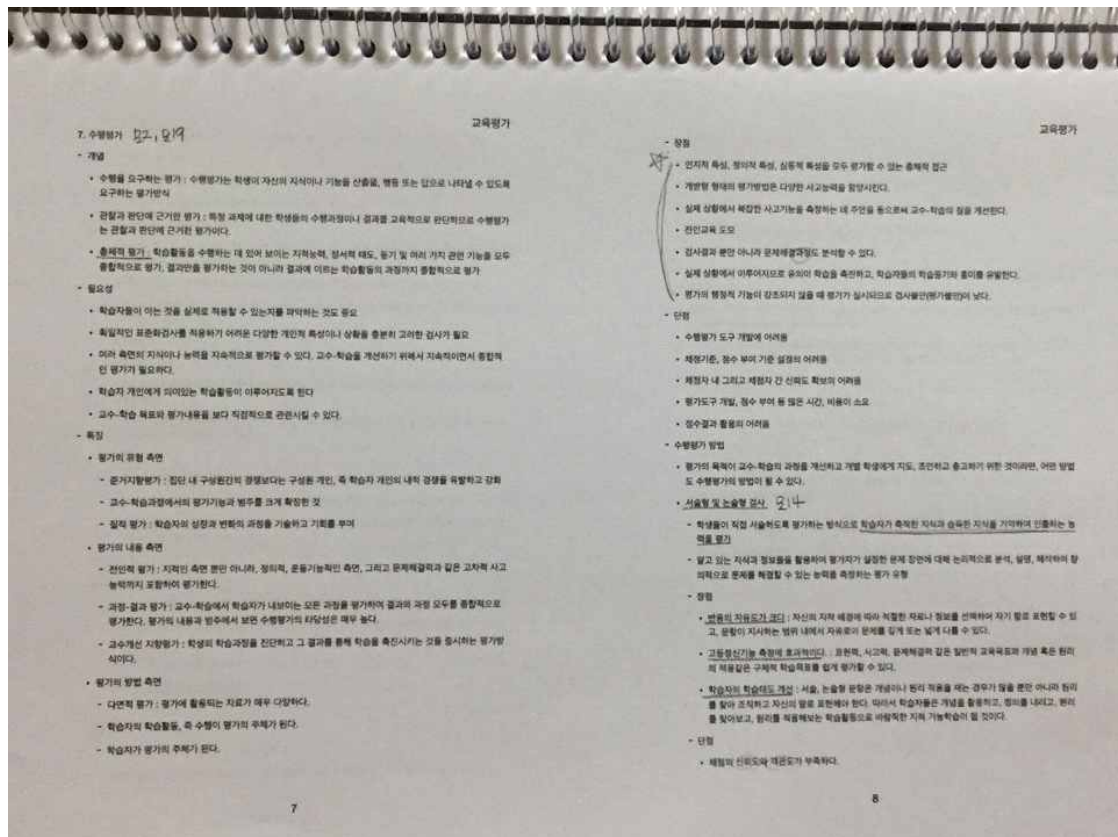 교육평가
7. 수행평가
- 개념
• 수행을 요구하는 평가 : 수행평가는 학생이 자신의 지식이나 기능을 산출물, 행동 또는 답으로 나타낼 수 있도록
요구하는 평가방식
• 관찰과 판단에 근거한 평가 : 특정 과제에 대한 학생들의 수행과정이나 결과를 교육적으로 판단하므로 수행평가
는 관찰과 판단에 근거한 평가이다.
• 총체적 평가 : 학습활동을 수행하는 데 있어 보이는 지적능력, 정서적 태도, 동기 및 여러 가지 관련 기능을 모두
종합적으로 평가, 결과만을 평가하는 것이 아니라 결과에 이르는 학습활동의 과정까지 종합적으로 평가
- 필요성
• 학습자들이 아는 것을 실제로 적용할 수 있는지를 파악하는 것도 중요
• 획일적인 표준화검사를 적용하기 어려운 다양한 개인적 특성이나 상황을 충분히 고려한 검사가 필요
• 여러 측면의 지식이나 능력을 지속적으로 평가할 수 있다. 교수-학습을 개선하기 위해서 지속적이면서 종합적
인 평가가 필요하다.
• 학습자 개인에게 의미있는 학습활동이 이루어지도록 한다
• 교수-학습 목표와 평가내용을 보다 직접적으로 관련시킬 수 있다.
- 특징
• 평가의 유형 측면
- 준거지향평가 : 집단 내 구성원간의 경쟁보다는 구성원 개인, 즉 학습자 개인의 내적 경쟁을 유발하고 강화
- 교수-학습과정에서의 평가기능과 범주를 크게 확장한 것
- 질적 평가 : 학습자의 성장과 변화의 과정을 기술하고 기회를 부여
• 평가의 내용 측면
- 전인적 평가 : 지적인 측면 뿐만 아니라, 정의적, 운동기능적인 측면, 그리고 문제해결력과 같은 고차적 사고
능력까지 포함하여 평가한다.
- 과정-결과 평가 : 교수-학습에서 학습자가 내보이는 모든 과정을 평가하여 결과와 과정 모두를 종합적으로
평가한다. 평가의 내용과 범주에서 보면 수행평가의 타당성은 매우 높다.
- 교수개선 지향평가 : 학생의 학습과정을 진단하고 그 결과를 통해 학습을 촉진시키는 것을 중시하는 평가방
식이다.
• 평가의 방법 측면
- 다면적 평가 : 평가에 활용되는 자료가 매우 다양하다.
- 학습자의 학습활동, 즉 수행이 평가의 주체가 된다.
- 학습자가 평가의 주체가 된다.
7
교육평가
- 장점
• 인지적 특성, 정의적 특성, 심동적 특성을 모두 평가할 수 있는 총체적 접근
• 개방형 형태의 평가방법은 다양한 사고능력을 함양시킨다.
• 실제 상황에서 복잡한 사고기능을 측정하는 데 주안을 둠으로써 교수-학습의 질을 개선한다.
• 전인교육 도모
• 검사결과 뿐만 아니라 문제해결과정도 분석할 수 있다.
• 실제 상황에서 이루어지므로 유의미 학습을 촉진하고, 학습자들의 학습동기와 흥미를 유발한다.
• 평가의 행정적 기능이 강조되지 않을 때 평가가 실시되므로 검사불안(평가불안)이 낮다.
- 단점
• 수행평가 도구 개발에 어려움
• 채점기준, 점수 부여 기준 설정의 어려움
• 채점자 내 그리고 채점자 간 신뢰도 확보의 어려움
• 평가도구 개발, 점수 부여 등 많은 시간, 비용이 소요
• 점수결과 활용의 어려움
- 수행평가 방법
• 평가의 목적이 교수-학습의 과정을 개선하고 개별 학생에게 지도, 조언하고 충고하기 위한 것이라면, 어떤 방법
도 수행평가의 방법이 될 수 있다.
• 서술형 및 논술형 검사
- 학생들이 직접 서술하도록 평가하는 방식으로 학습자가 축적한 지식과 습득한 지식을 기억하여 인출하는 능
력을 평가
- 알고 있는 지식과 정보들을 활용하여 평가자가 설정한 문제 장면에 대해 논리적으로 분석, 설명, 해석하여 창
의적으로 문제를 해결할 수 있는 능력을 측정하는 평가 유형
- 장점
• 반응의 자유도가 크다 : 자신의 지적 배경에 따라 적절한 자료나 정보를 선택하여 자기 말로 표현할 수 있
고, 문항이 지시하는 범위 내에서 자유로이 문제를 깊게 또는 넓게 다룰 수 있다.
• 고등정신기능 측정에 효과적이다. : 표현력, 사고력, 문제해결력 같은 일반적 교육목표와 개념 혹은 원리
의 적용같은 구체적 학습목표를 쉽게 평가할 수 있다.
• 학습자의 학습태도 개선 : 서술, 논술형 문항은 개념이나 원리 적용을 재는 경우가 많을 뿐만 아니라 원리
를 찾아 조직하고 자신의 말로 표현해야 한다. 따라서 학습자들은 개념을 활용하고, 정의를 내리고, 원리
를 찾아보고, 원리를 적용해보는 학습활동으로 바람직한 지적 기능학습이 될 것이다.
- 단점
• 채점의 신뢰도와 객관도가 부족하다.
8